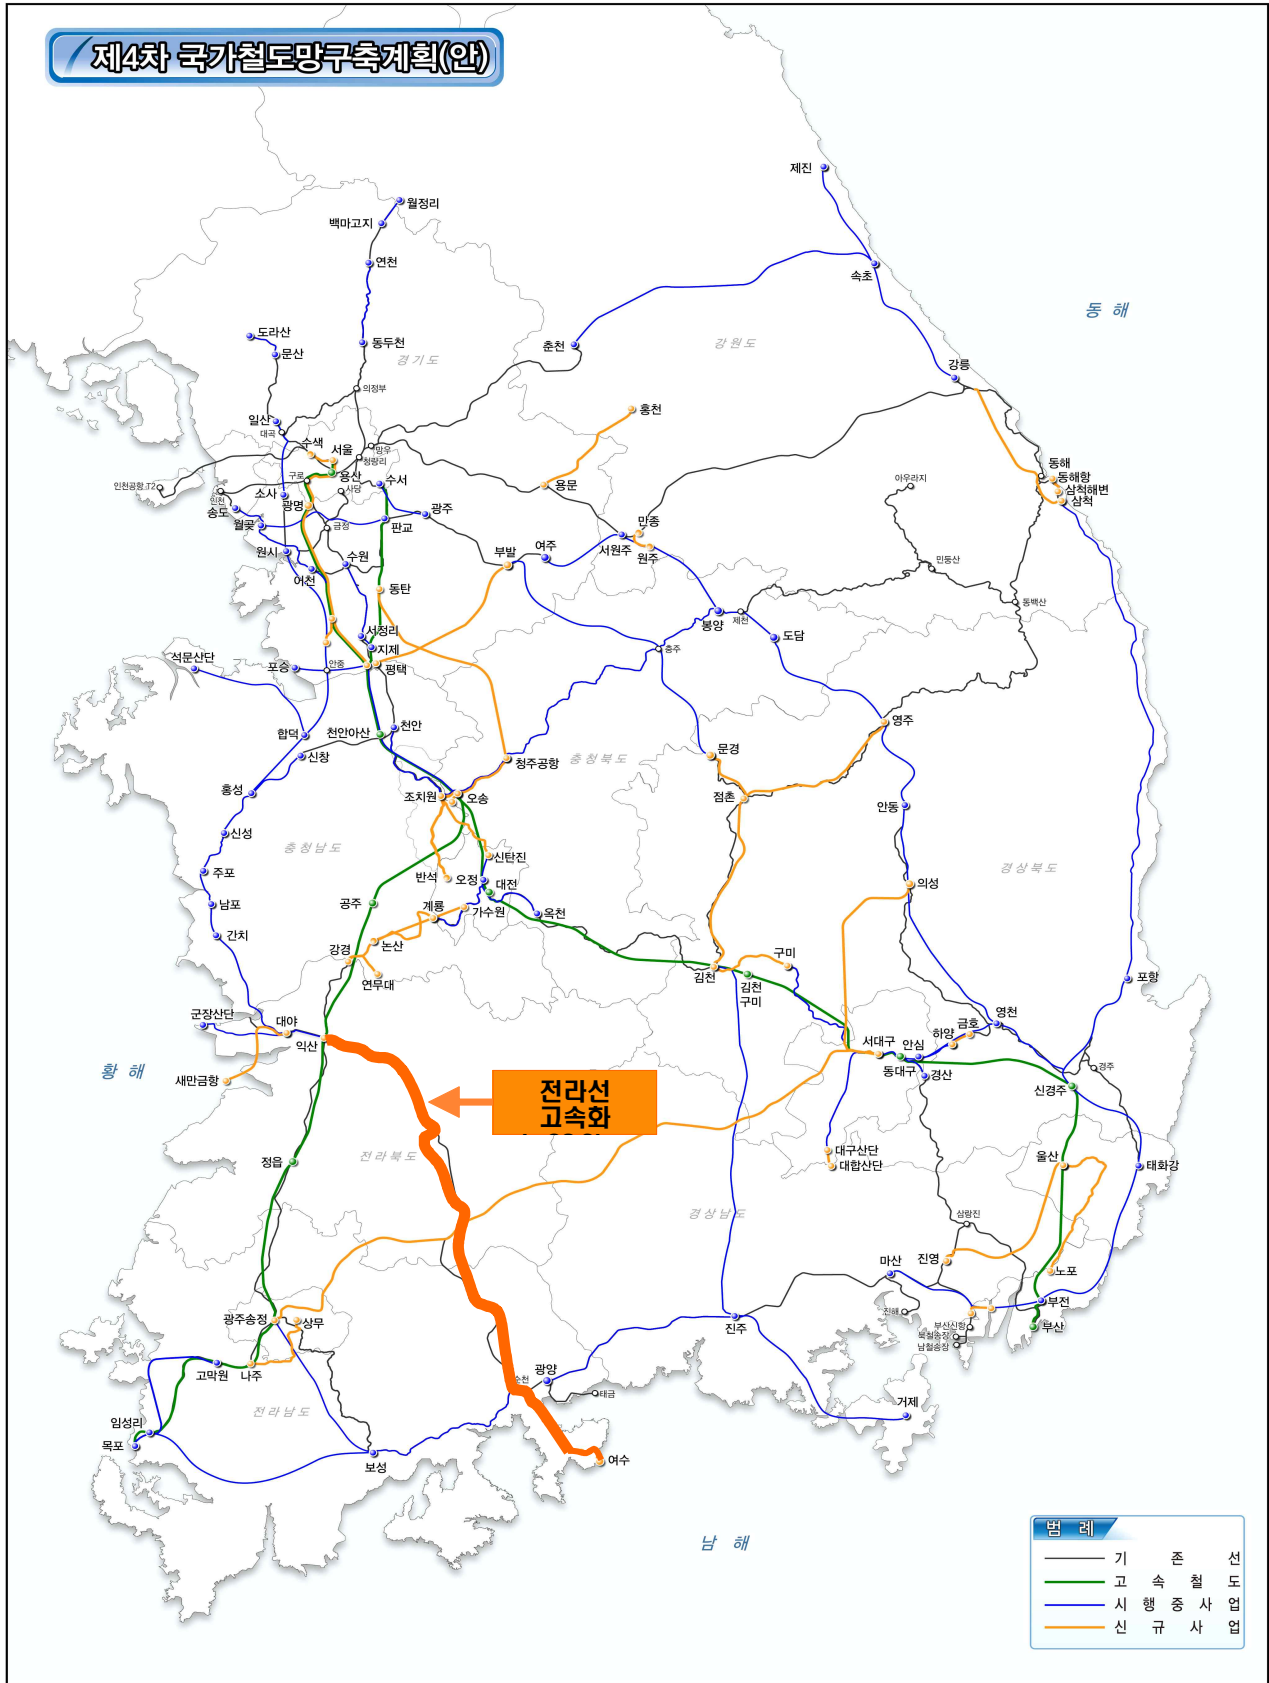 제4차 국가철도망구축계획(안)
제진
월정리
백마고지
연천
속초
동해
도라산
문산
동두천
경기도
춘천
강원도
강릉
의정부
일산
대곡
홍천
수색
서울
망우
청량리
인천공항 T2
구로
용산
사당
수서
용문
동해
동해항
삼척해변
삼척
아우라지
인천
송도
소사
광명
월곶
금정
판교
광주
만종
서원주
원주
원시
수원
어천
부발
여주
민둥산
동탄
동백산
봉양
제천
도담
서정리
지제
충주
석문산단
포승
안중
평택
영주
합덕
천안아산
천안
신창
청주공항
충청북도
문경
홍성
조치원
오송
점촌
안동
신성
충청남도
신탄진
경상북도
주포
반석
오정
대전
의성
남포
공주
계룡
가수원
옥천
간치
강경
논산
연무대
김천
구미
김천
구미
포항
군장산단
대야
익산
영천
금호
하양
서대구
안심
동대구
경산
경주
신경주
황해
새만금항
전라선
고속화
정읍
전라북도
대구산단
대합산단
울산
태화강
경상남도
삼랑진
마산
진영
노포
진해
부산신항
북철송장
남철송장
부전
부산
광주송정
상무
진주
고막원
나주
순천
광양
태금
거제
전라남도
임성리
목포
보성
여수
남해
범례
기존선
고속철도
시행중사업
신규사업